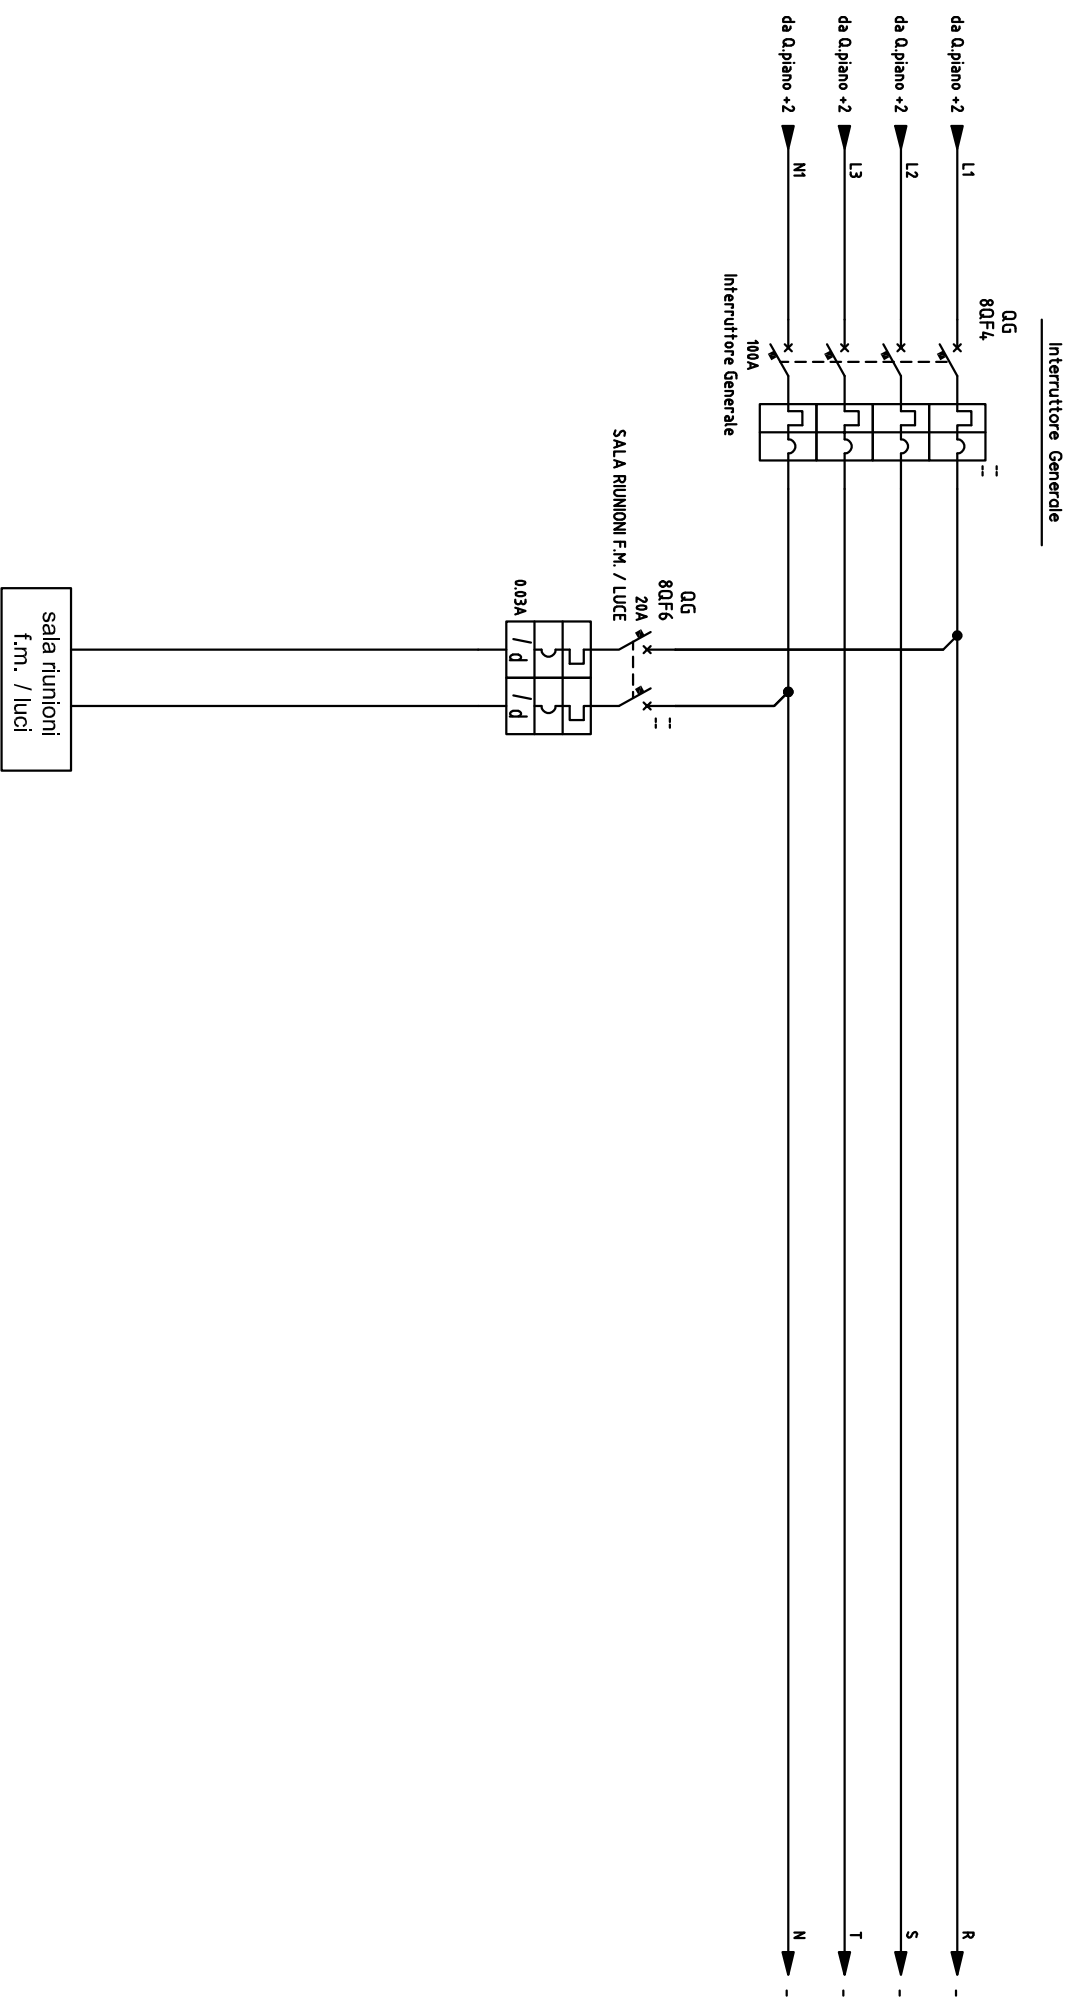 Interruttore Generale
QG
8QF4
--
--
da Q.piano +2
L1
R
-
da Q.piano +2
L2
S
-
da Q.piano +2
L3
T
-
da Q.piano +2
N1
N
-
100A
Interruttore Generale
QG
8QF6
20A
SALA RIUNIONI F.M. / LUCE
--
--
0.03A
/d
/d
sala riunioni
f.m. / luci